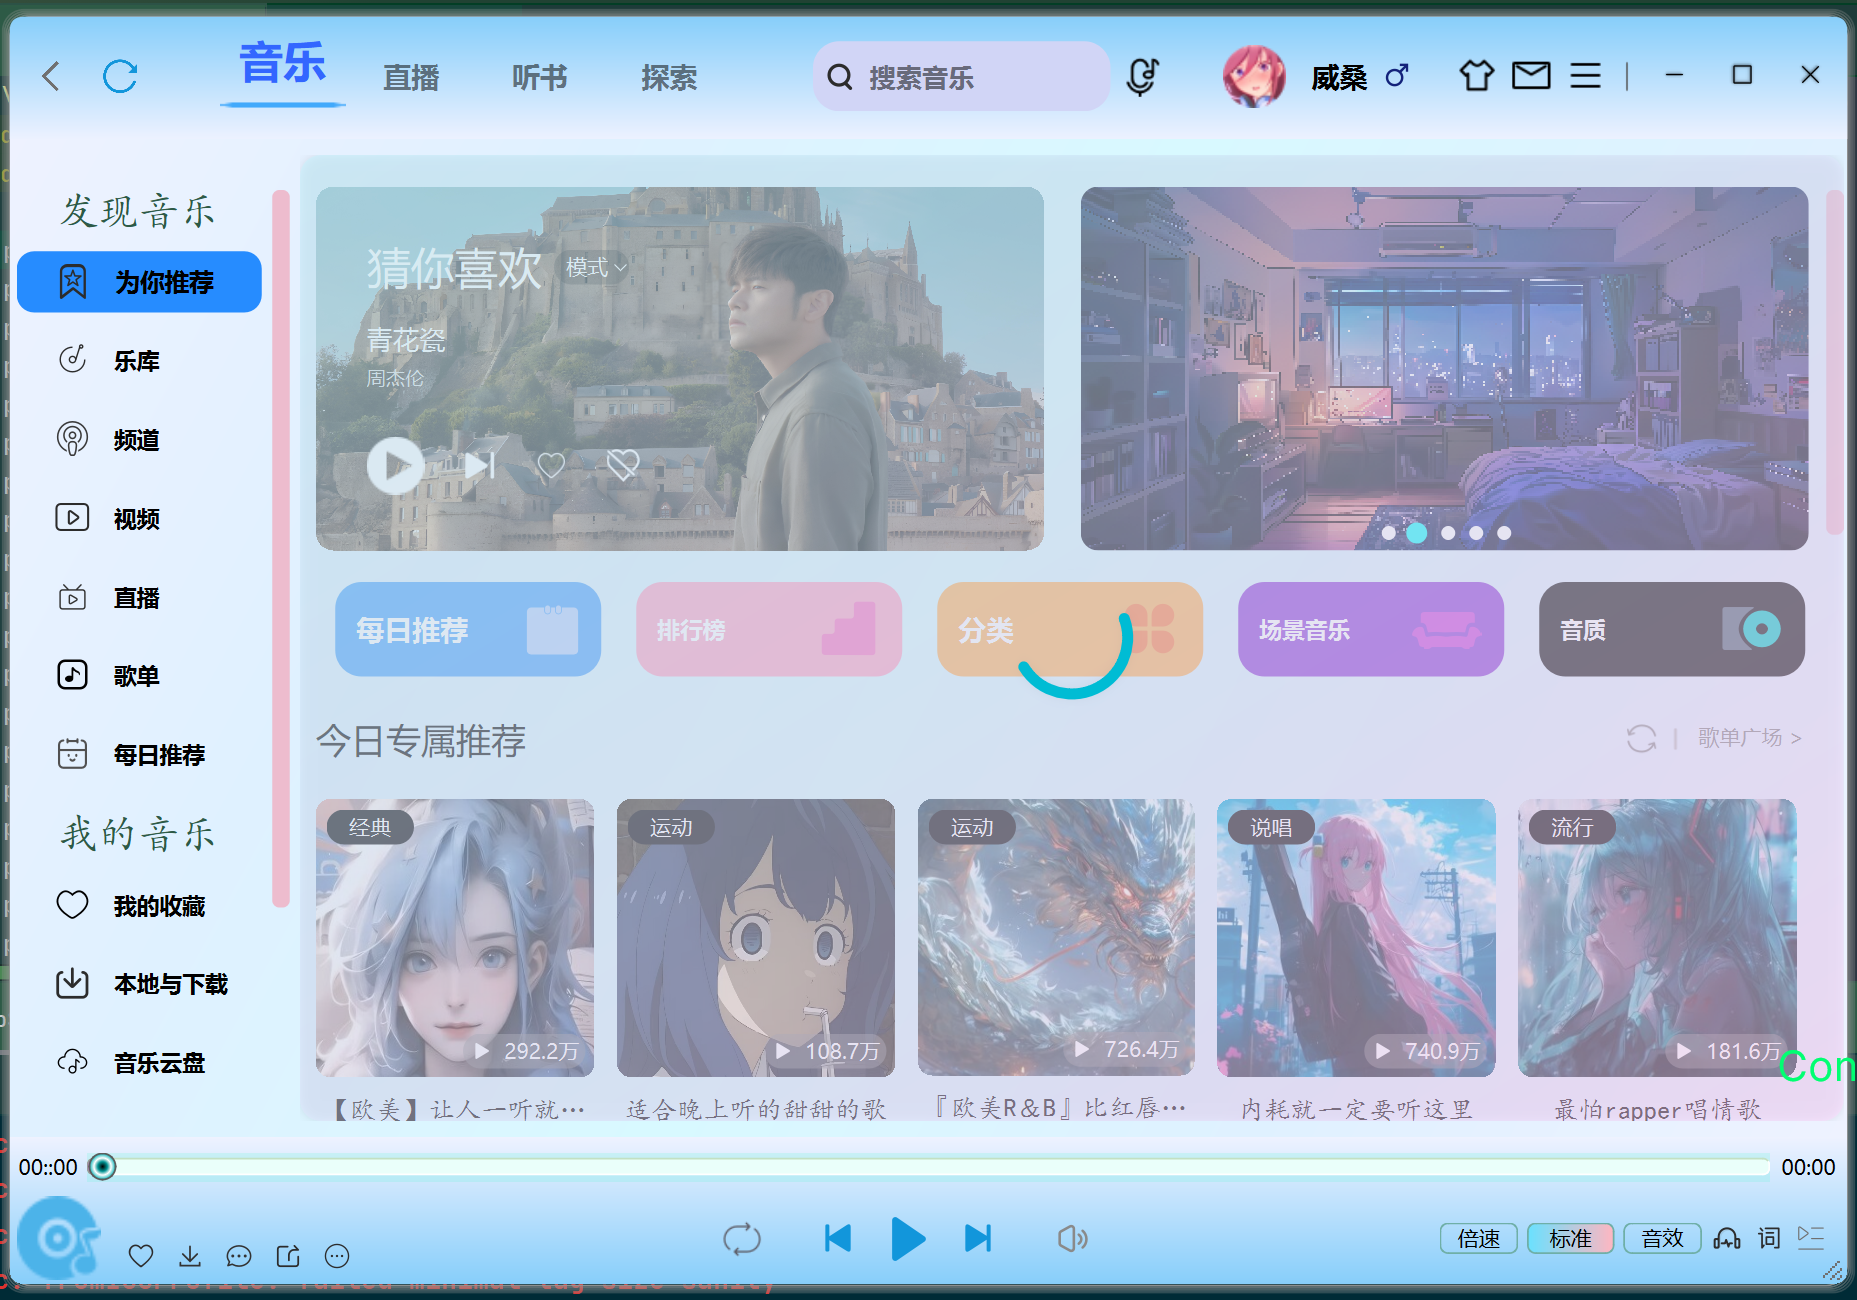 音乐 直播 听书 探索 搜索音乐 威桑
发现音乐
为你推荐
乐库
频道
视频
直播
歌单
每日推荐
我的音乐
我的收藏
本地与下载
音乐云盘
猜你喜欢 模式
青花瓷
周杰伦
每日推荐 排行榜 分类 场景音乐 音质
今日专属推荐 歌单广场 >
经典 运动 运动 说唱 流行
292.2万 108.7万 726.4万 740.9万 181.6万
Con
【欧美】让人一听就… 适合晚上听的甜甜的歌 『欧美R&B』比红唇… 内耗就一定要听这里 最怕rapper唱情歌
00::00 00:00
倍速 标准 音效 词